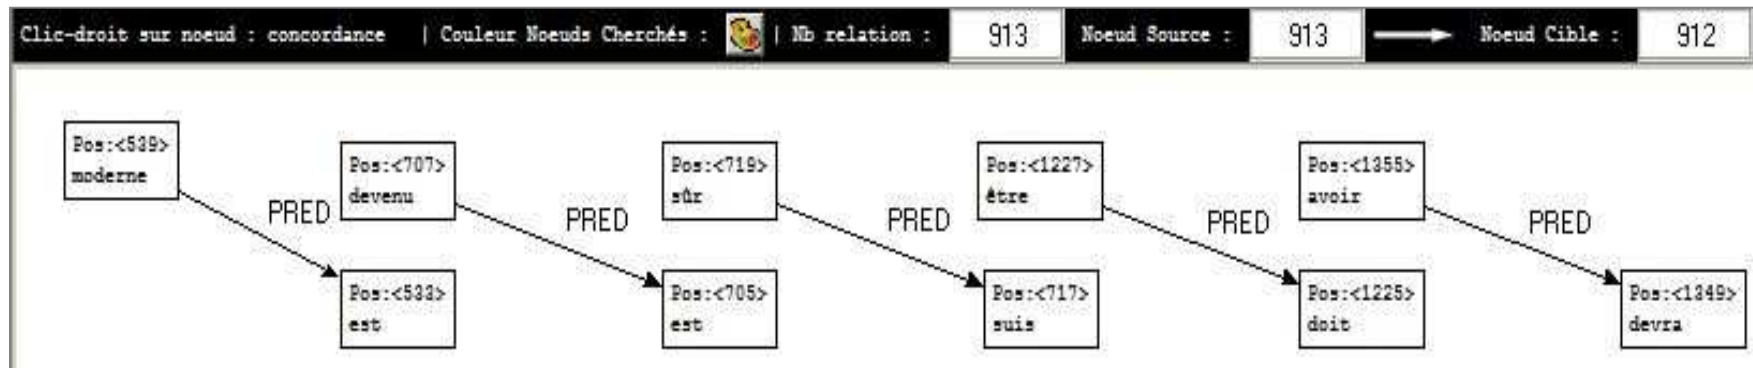 Clic-droit sur noeud : concordance | Couleur Noeuds Cherchés : | Nb relation : 913 Noeud Source : 913 Noeud Cible : 912
Pos:<539>
moderne
PRED
Pos:<533>
est
Pos:<707>
devenu
PRED
Pos:<705>
est
Pos:<719>
sûr
PRED
Pos:<717>
suis
Pos:<1227>
être
PRED
Pos:<1225>
doit
Pos:<1355>
avoir
PRED
Pos:<1349>
devra